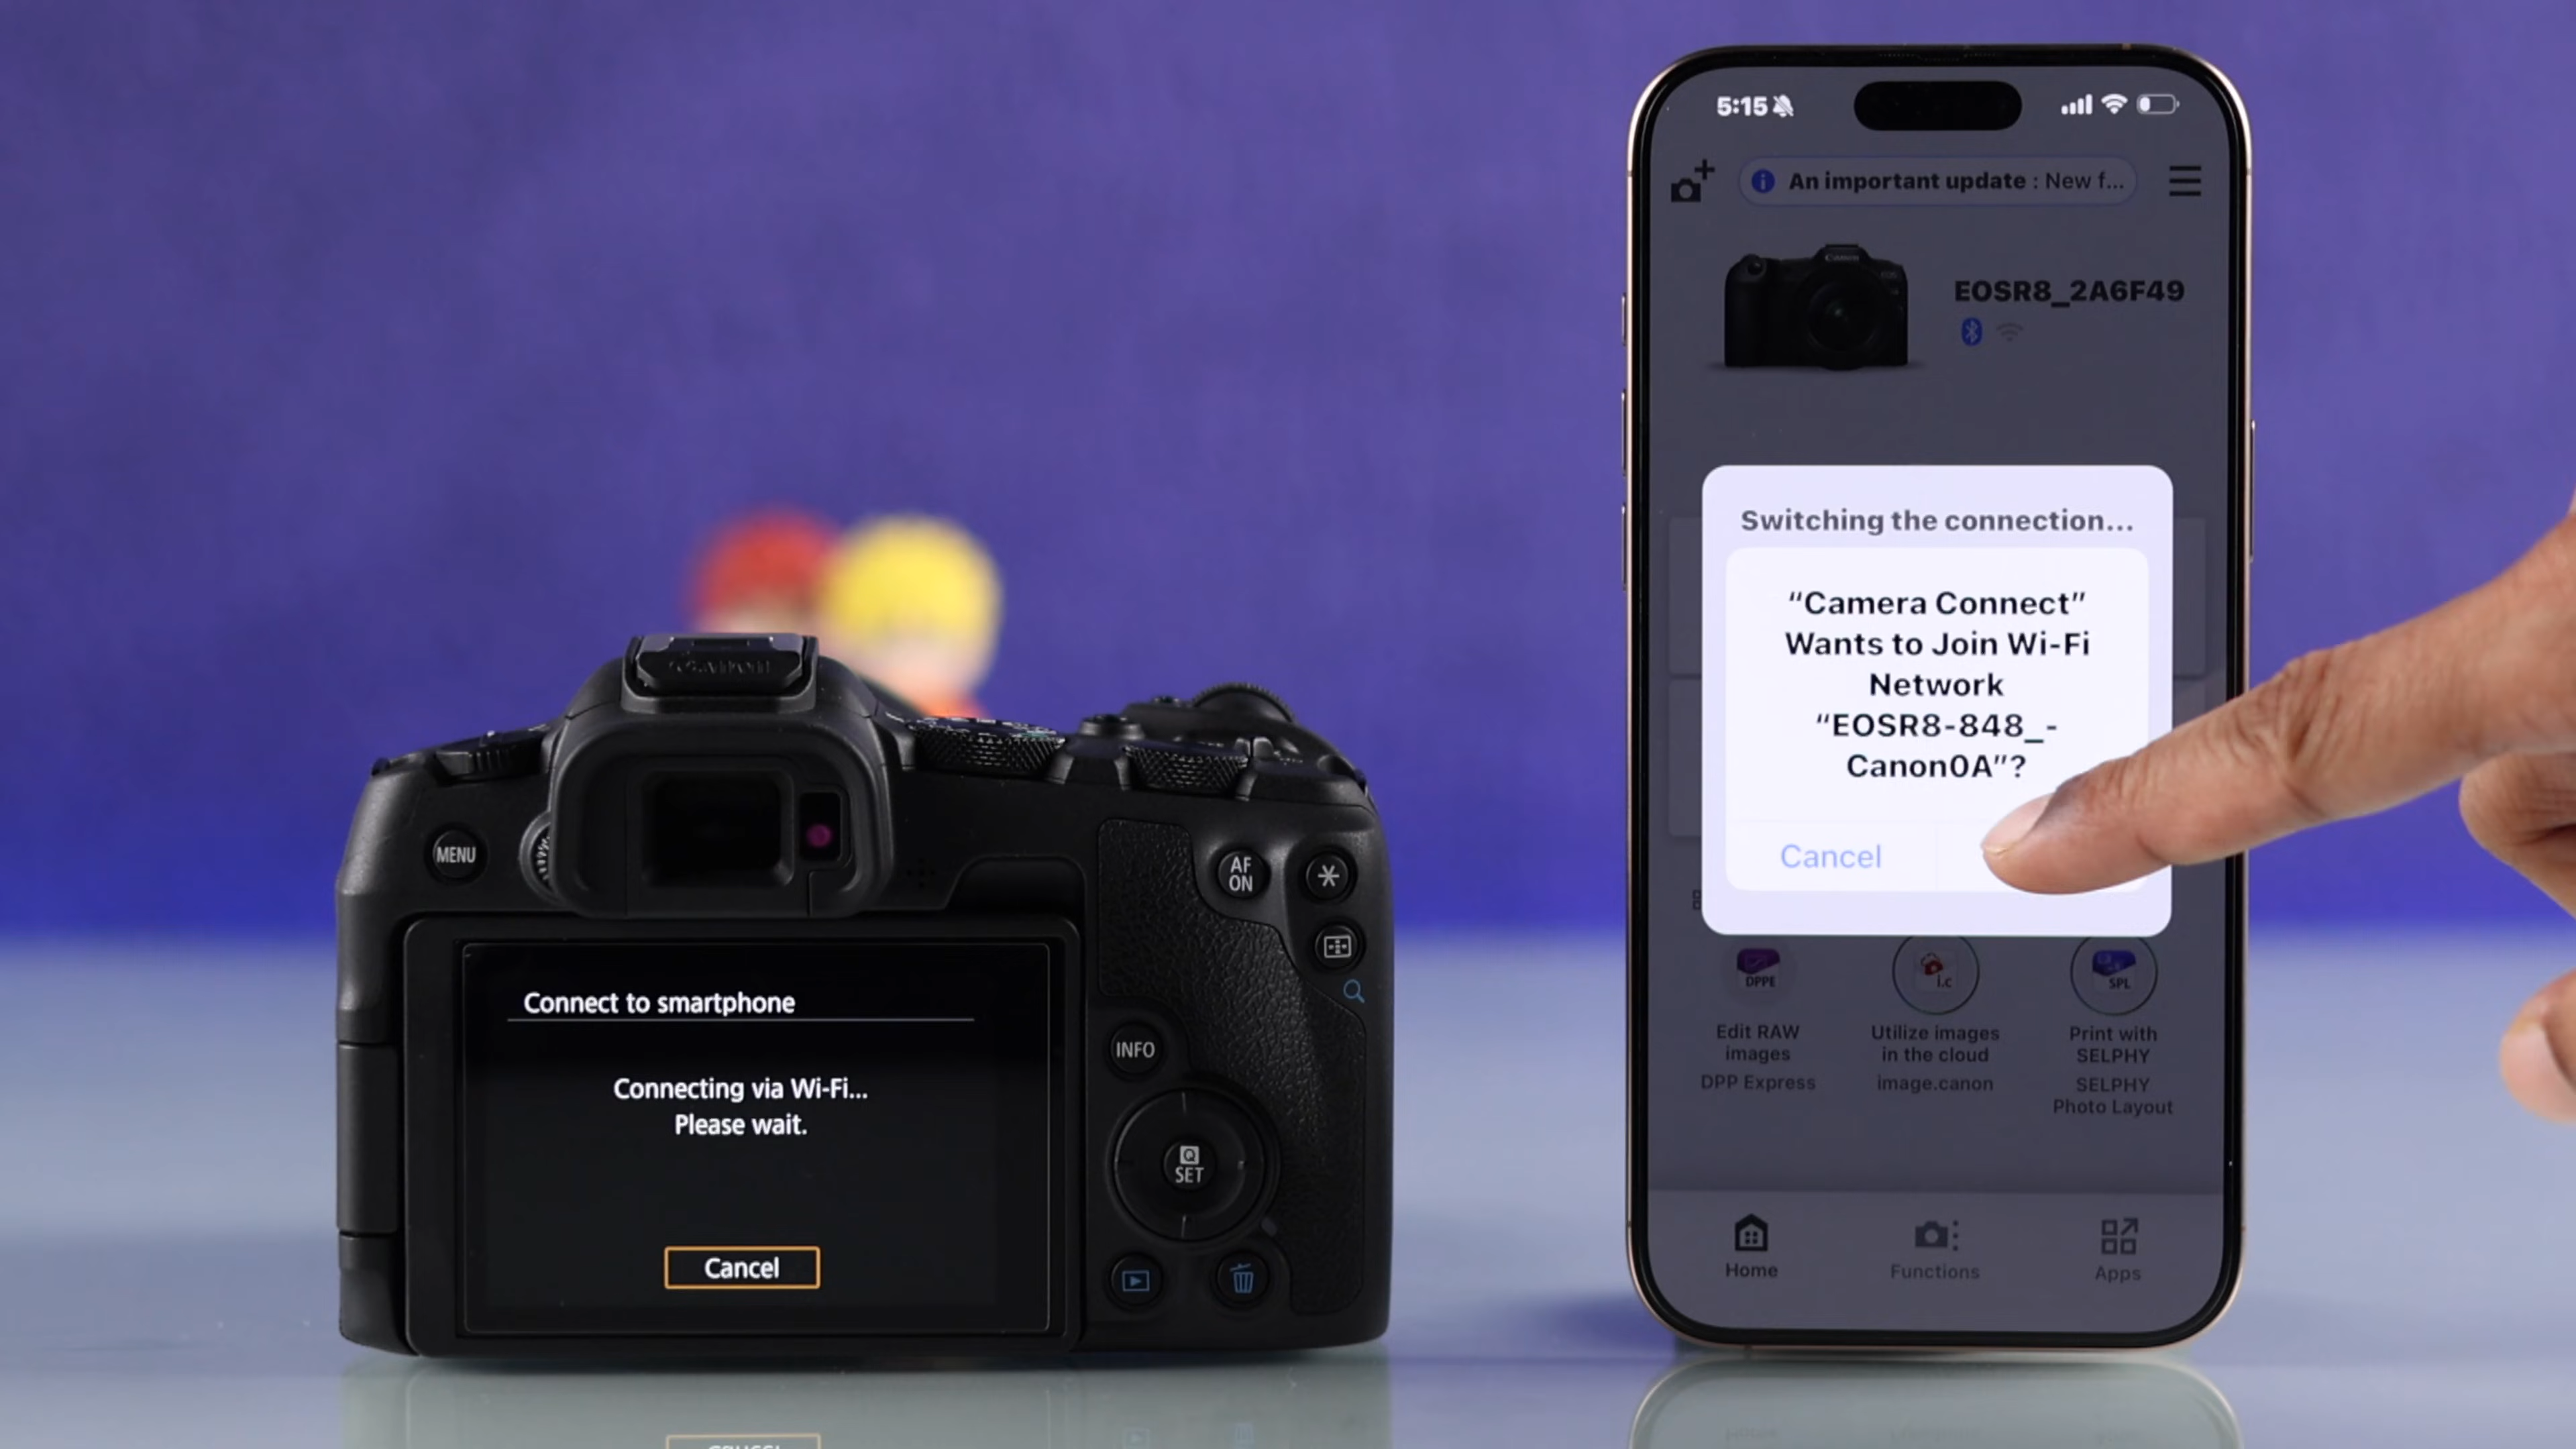 Canon
MENU
AF
ON
INFO
Q
SET
Connect to smartphone
Connecting via Wi-Fi...
Please wait.
Cancel
5:15
An important update : New f...
Canon
EOSR8_2A6F49
Switching the connection...
“Camera Connect”
Wants to Join Wi-Fi
Network
“EOSR8-848_-
Canon0A”?
Cancel
DPPE
i.c
SPL
Edit RAW
images
DPP Express
Utilize images
in the cloud
image.canon
Print with
SELPHY
SELPHY
Photo Layout
Home
Functions
Apps